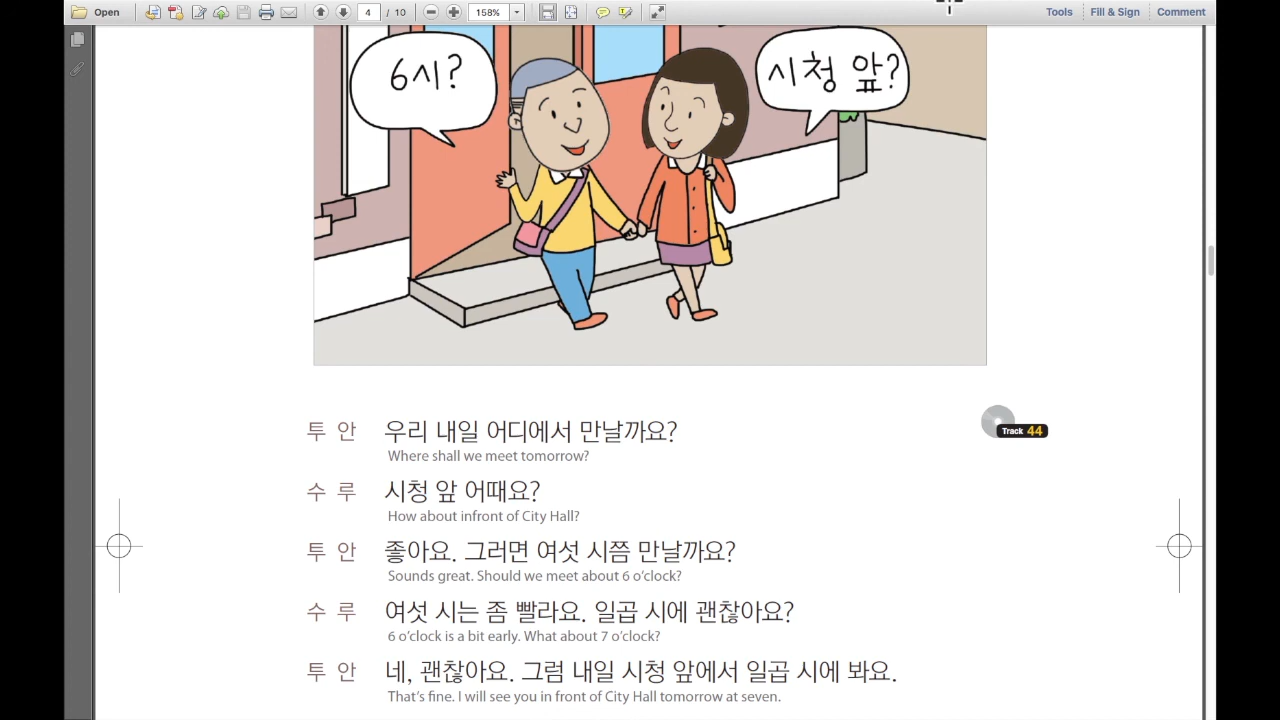 Open
4 / 10
158%
Tools
Fill & Sign
Comment
6시?
시청 앞?
투 안 우리 내일 어디에서 만날까요?
Where shall we meet tomorrow?
Track 44
수 루 시청 앞 어때요?
How about infront of City Hall?
투 안 좋아요. 그러면 여섯 시쯤 만날까요?
Sounds great. Should we meet about 6 o’clock?
수 루 여섯 시는 좀 빨라요. 일곱 시에 괜찮아요?
6 o’clock is a bit early. What about 7 o’clock?
투 안 네, 괜찮아요. 그럼 내일 시청 앞에서 일곱 시에 봐요.
That’s fine. I will see you in front of City Hall tomorrow at seven.